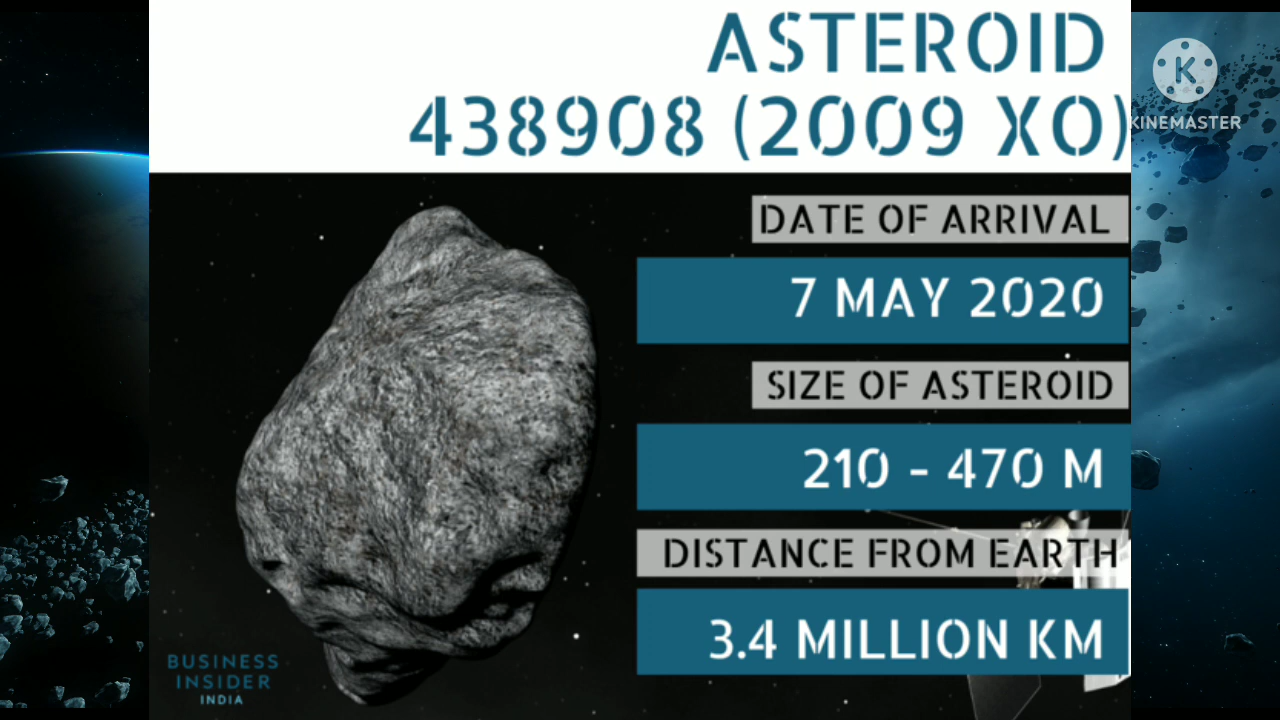 ASTEROID
438908 (2009 XO)
KINEMASTER
DATE OF ARRIVAL
7 MAY 2020
SIZE OF ASTEROID
210 - 470 M
DISTANCE FROM EARTH
3.4 MILLION KM
BUSINESS
INSIDER
INDIA